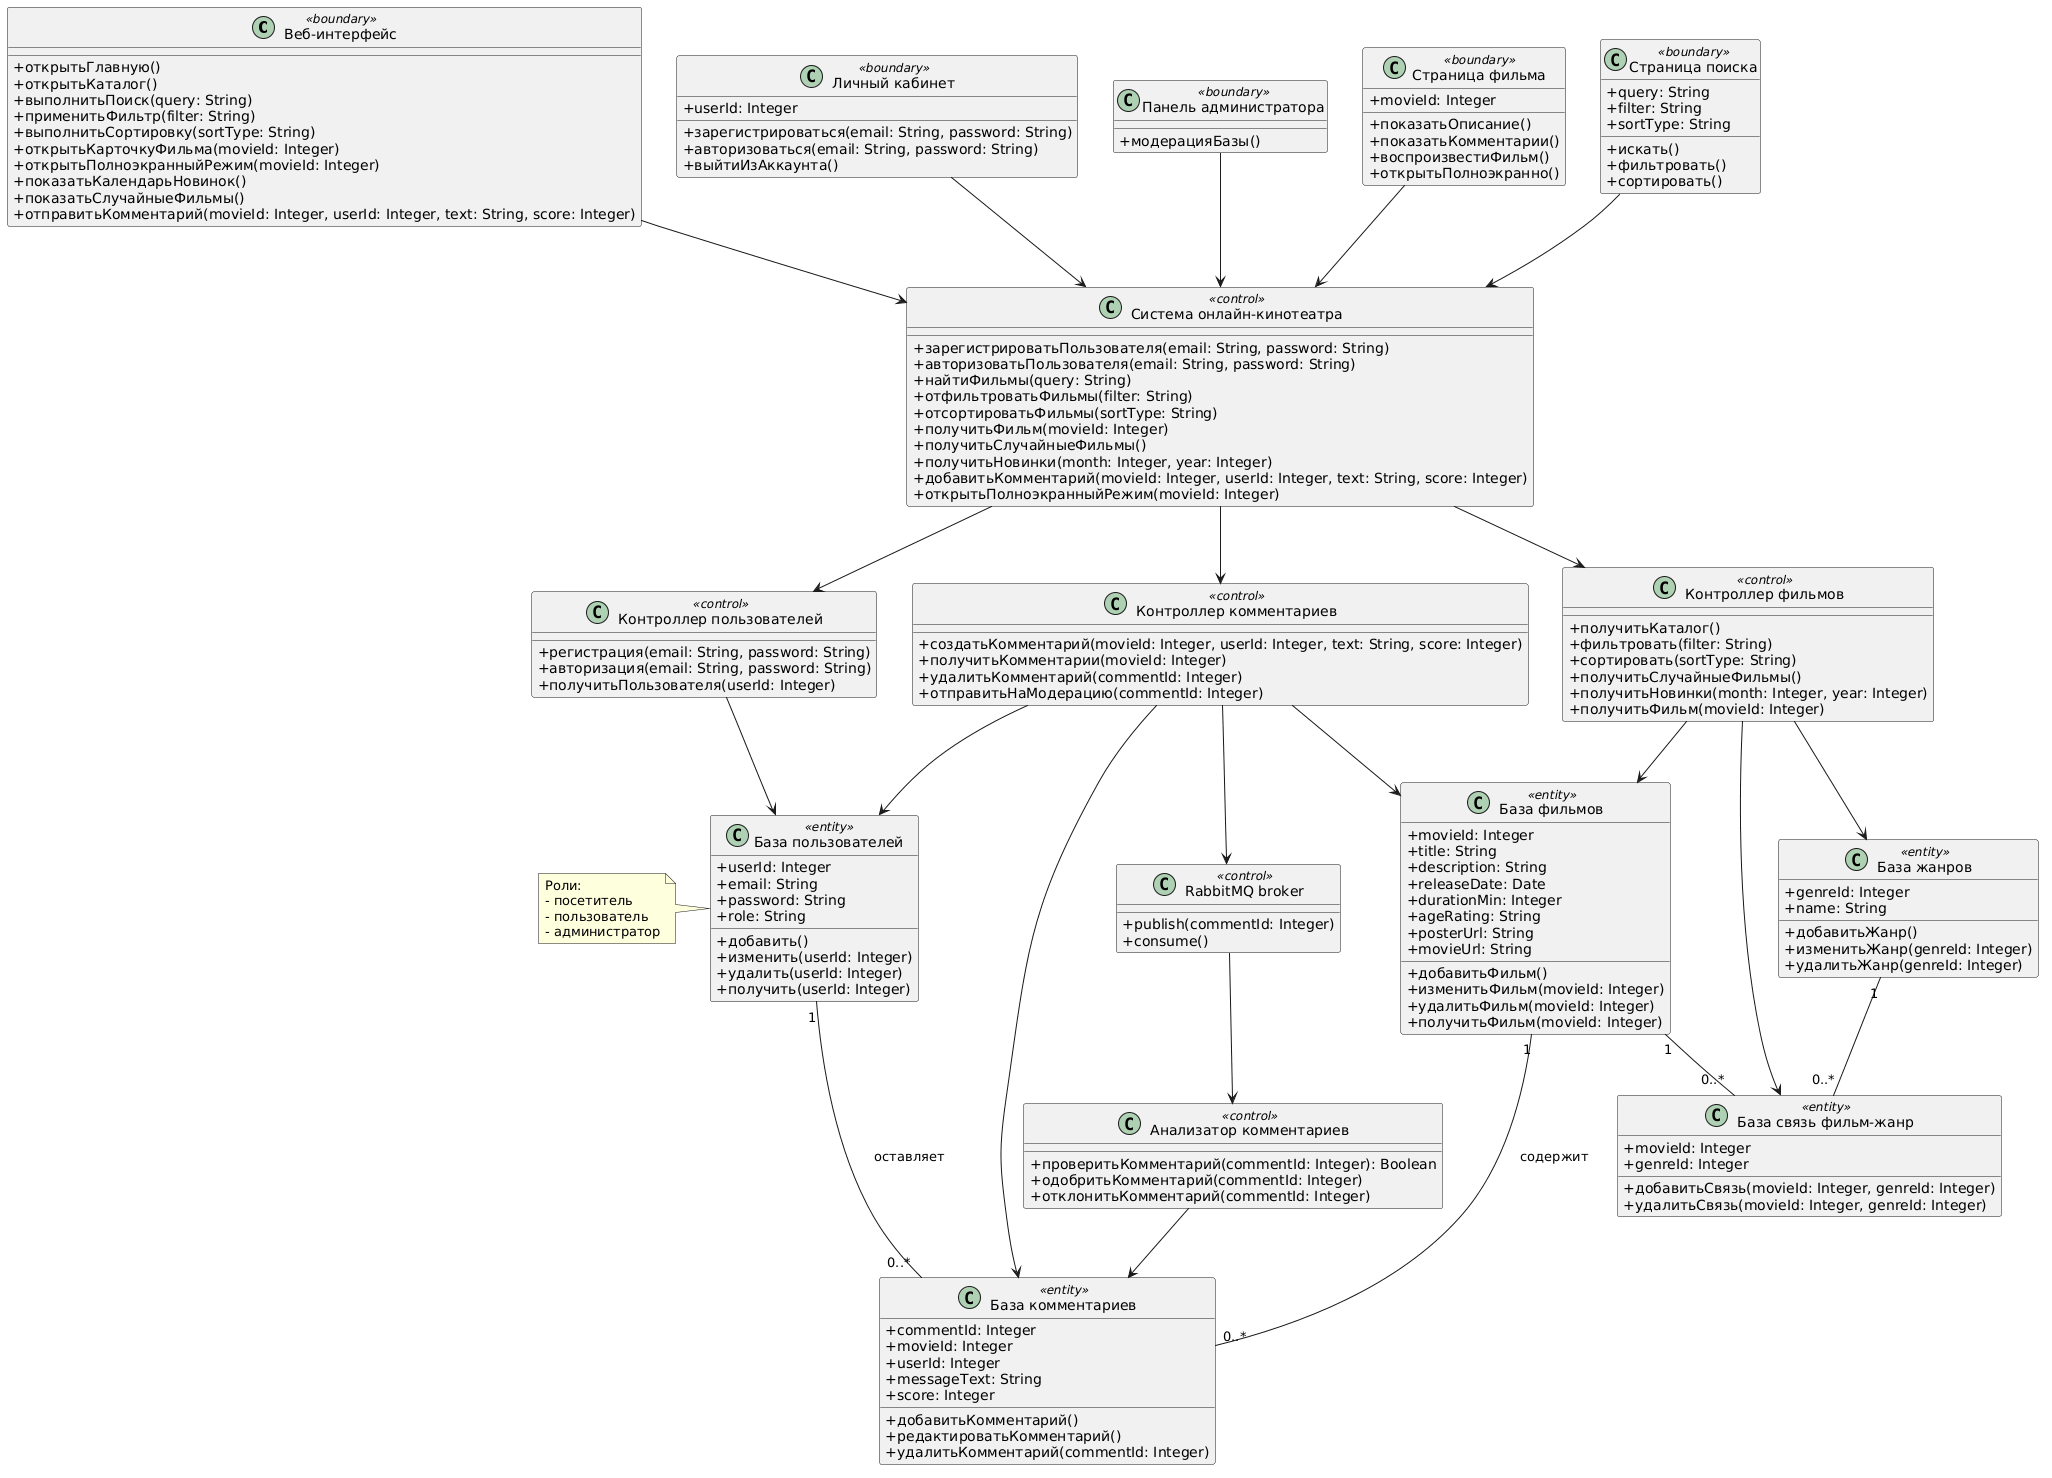 «boundary»
Веб-интерфейс
+открытьГлавную()
+открытьКаталог()
+выполнитьПоиск(query: String)
+применитьФильтр(filter: String)
+выполнитьСортировку(sortType: String)
+открытьКарточкуФильма(movieId: Integer)
+открытьПолноэкранныйРежим(movieId: Integer)
+показатьКалендарьНовинок()
+показатьСлучайныеФильмы()
+отправитьКомментарий(movieId: Integer, userId: Integer, text: String, score: Integer)
«boundary»
Личный кабинет
+userId: Integer
+зарегистрироваться(email: String, password: String)
+авторизоваться(email: String, password: String)
+выйтиИзАккаунта()
«boundary»
Панель администратора
+модерацияБазы()
«boundary»
Страница фильма
+movieId: Integer
+показатьОписание()
+показатьКомментарии()
+воспроизвестиФильм()
+открытьПолноэкранно()
«boundary»
Страница поиска
+query: String
+filter: String
+sortType: String
+искать()
+фильтровать()
+сортировать()
«control»
Система онлайн-кинотеатра
+зарегистрироватьПользователя(email: String, password: String)
+авторизоватьПользователя(email: String, password: String)
+найтиФильмы(query: String)
+отфильтроватьФильмы(filter: String)
+отсортироватьФильмы(sortType: String)
+получитьФильм(movieId: Integer)
+получитьСлучайныеФильмы()
+получитьНовинки(month: Integer, year: Integer)
+добавитьКомментарий(movieId: Integer, userId: Integer, text: String, score: Integer)
+открытьПолноэкранныйРежим(movieId: Integer)
«control»
Контроллер пользователей
+регистрация(email: String, password: String)
+авторизация(email: String, password: String)
+получитьПользователя(userId: Integer)
«control»
Контроллер комментариев
+создатьКомментарий(movieId: Integer, userId: Integer, text: String, score: Integer)
+получитьКомментарии(movieId: Integer)
+удалитьКомментарий(commentId: Integer)
+отправитьНаМодерацию(commentId: Integer)
«control»
Контроллер фильмов
+получитьКаталог()
+фильтровать(filter: String)
+сортировать(sortType: String)
+получитьСлучайныеФильмы()
+получитьНовинки(month: Integer, year: Integer)
+получитьФильм(movieId: Integer)
Роли:
- посетитель
- пользователь
- администратор
«entity»
База пользователей
+userId: Integer
+email: String
+password: String
+role: String
+добавить()
+изменить(userId: Integer)
+удалить(userId: Integer)
+получить(userId: Integer)
«control»
RabbitMQ broker
+publish(commentId: Integer)
+consume()
«entity»
База фильмов
+movieId: Integer
+title: String
+description: String
+releaseDate: Date
+durationMin: Integer
+ageRating: String
+posterUrl: String
+movieUrl: String
+добавитьФильм()
+изменитьФильм(movieId: Integer)
+удалитьФильм(movieId: Integer)
+получитьФильм(movieId: Integer)
«entity»
База жанров
+genreId: Integer
+name: String
+добавитьЖанр()
+изменитьЖанр(genreId: Integer)
+удалитьЖанр(genreId: Integer)
1
1
1
1
0..*
0..*
«control»
Анализатор комментариев
+проверитьКомментарий(commentId: Integer): Boolean
+одобритьКомментарий(commentId: Integer)
+отклонитьКомментарий(commentId: Integer)
«entity»
База связь фильм-жанр
+movieId: Integer
+genreId: Integer
+добавитьСвязь(movieId: Integer, genreId: Integer)
+удалитьСвязь(movieId: Integer, genreId: Integer)
оставляет
содержит
0..*
0..*
«entity»
База комментариев
+commentId: Integer
+movieId: Integer
+userId: Integer
+messageText: String
+score: Integer
+добавитьКомментарий()
+редактироватьКомментарий()
+удалитьКомментарий(commentId: Integer)